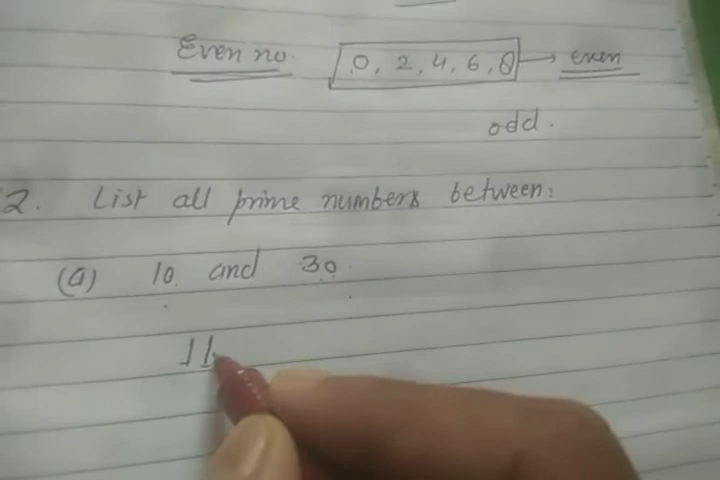 Even no. 0, 2, 4, 6, 8 → even
odd.
2. List all prime numbers between:
(a) 10 and 30.
11